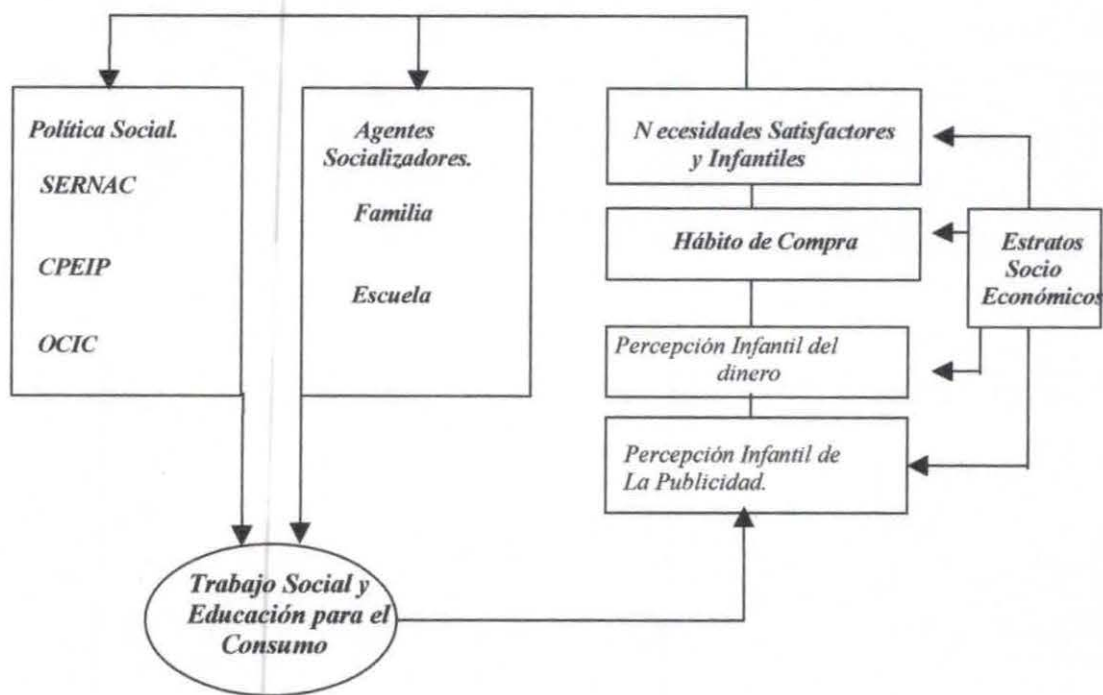 Política Social.
SERNAC
CPEIP
OCIC
Agentes
Socializadores.
Familia
Escuela
N ecesidades Satisfactores
y Infantiles
Hábito de Compra
Percepción Infantil del
dinero
Percepción Infantil de
La Publicidad.
Estratos
Socio
Económicos
Trabajo Social y
Educación para el
Consumo